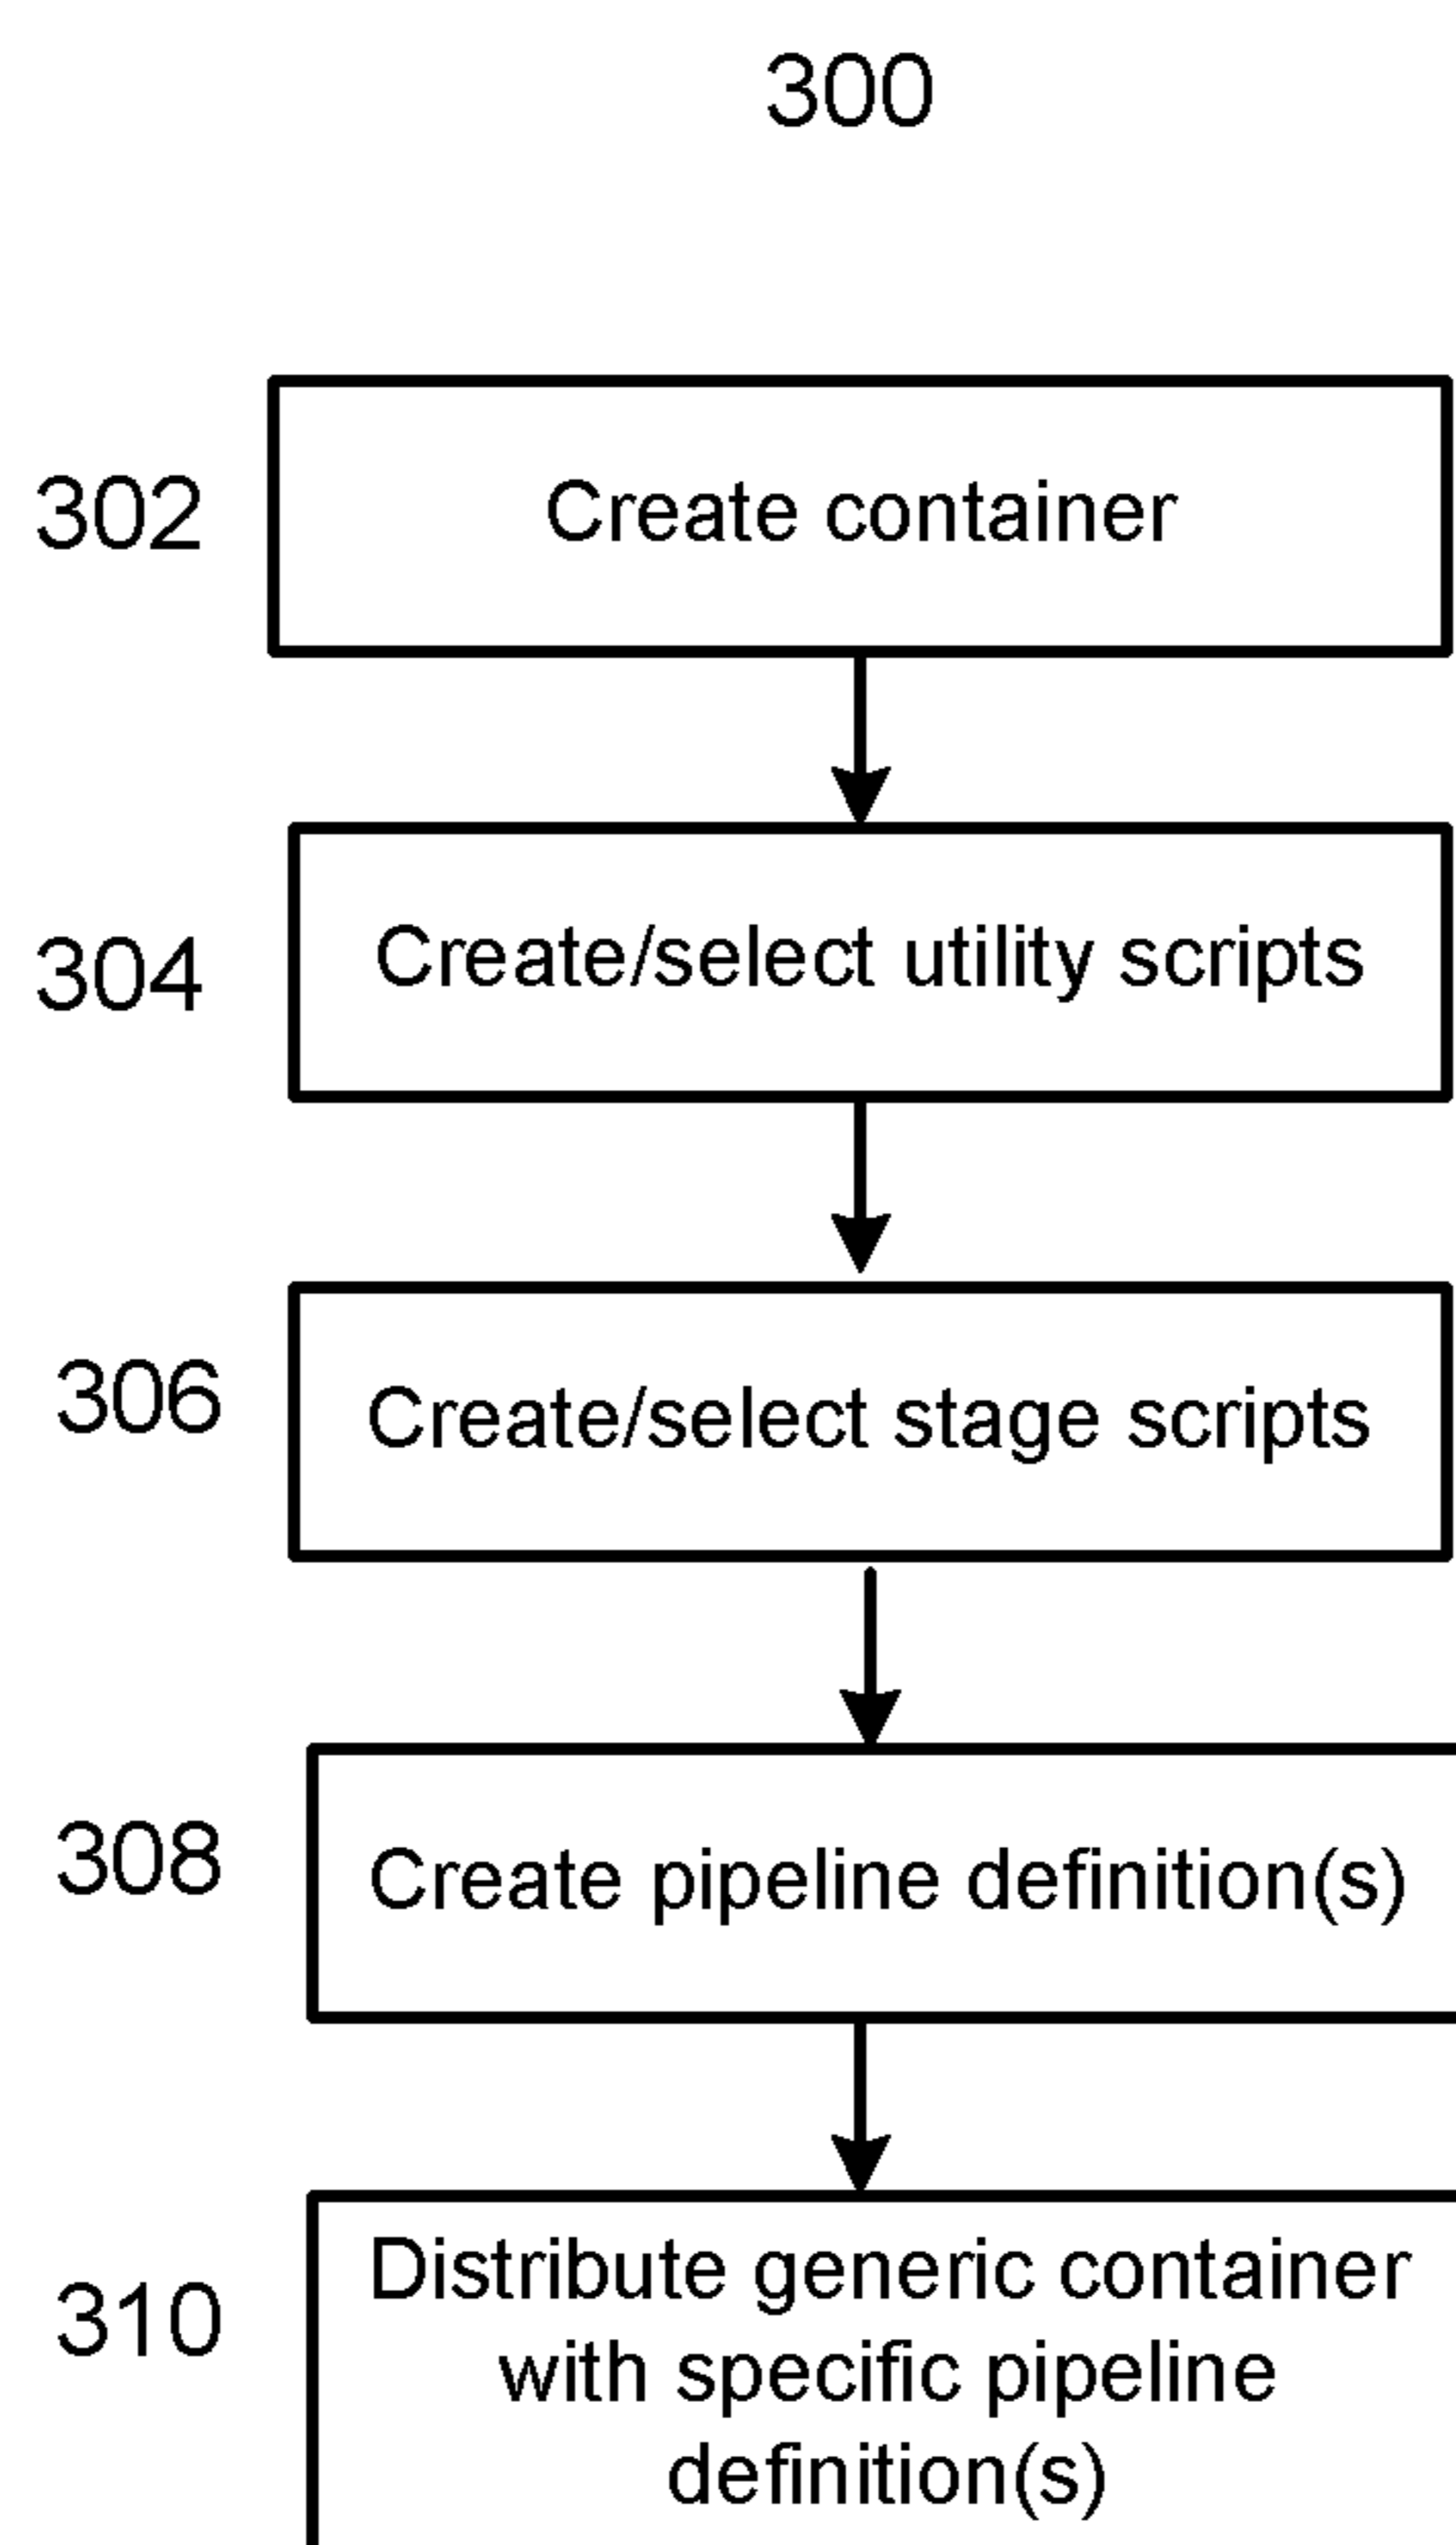 300
302
Create container
304
Create/select utility scripts
306
Create/select stage scripts
308
Create pipeline definition(s)
310
Distribute generic container
with specific pipeline
definition(s)